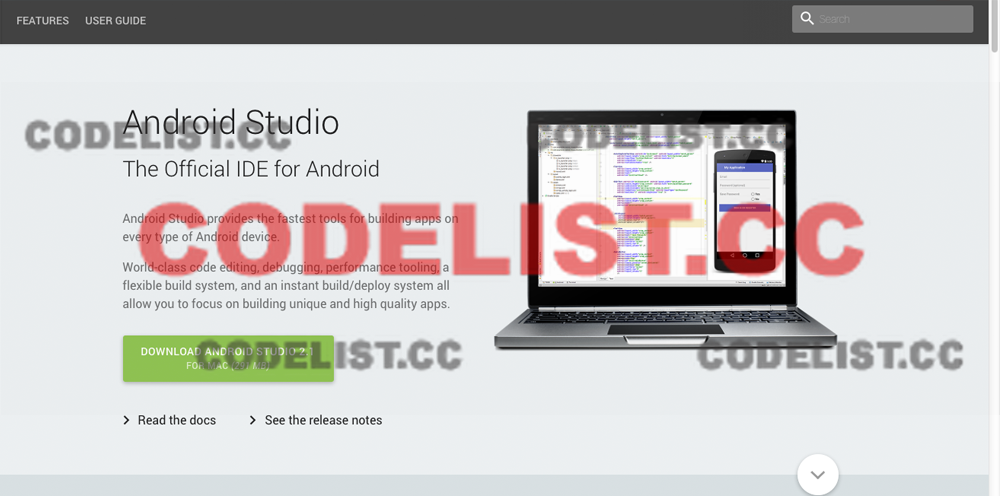 FEATURES USER GUIDE
Search
CODELIST.CC CODELIST.CC
Android Studio
The Official IDE for Android
My Application
CODELIST.CC
Android Studio provides the fastest tools for building apps on
every type of Android device.
World-class code editing, debugging, performance tooling, a
flexible build system, and an instant build/deploy system all
allow you to focus on building unique and high quality apps.
DOWNLOAD ANDROID STUDIO 2.1
FOR MAC
CODELIST.CC CODELIST.CC
Read the docs See the release notes